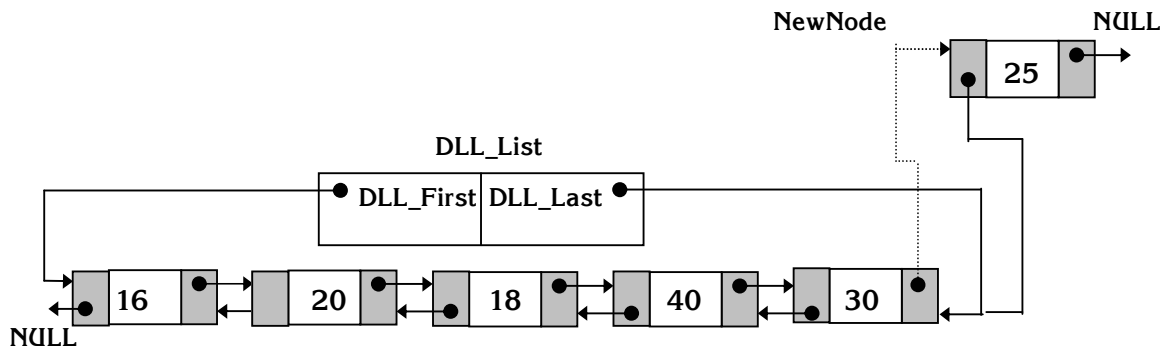 NewNode
NULL
25
DLL_List
DLL_First
DLL_Last
16
20
18
40
30
NULL